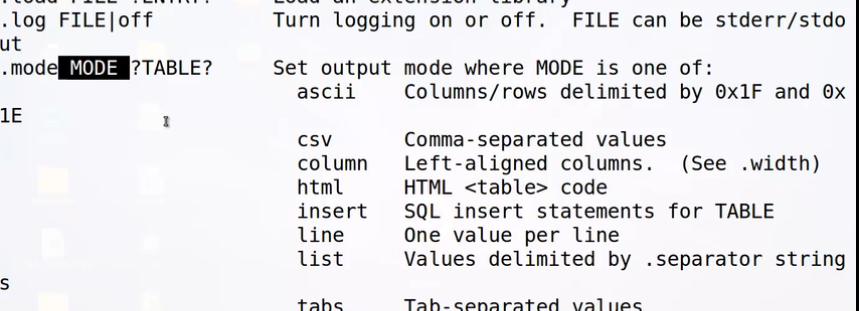 .load FILE ?ENTRY?      Load an extension library
.log FILE|off          Turn logging on or off.  FILE can be stderr/stdo
ut
.mode MODE ?TABLE?     Set output mode where MODE is one of:
ascii    Columns/rows delimited by 0x1F and 0x
1E
csv      Comma-separated values
column   Left-aligned columns.  (See .width)
html     HTML <table> code
insert   SQL insert statements for TABLE
line     One value per line
list     Values delimited by .separator string
s
tabs     Tab-separated values